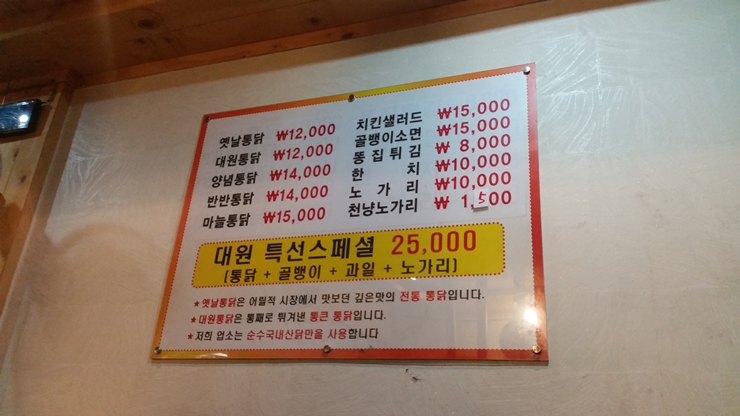 옛날통닭 ₩12,000
대원통닭 ₩12,000
양념통닭 ₩14,000
반반통닭 ₩14,000
마늘통닭 ₩15,000
치킨샐러드 ₩15,000
골뱅이소면 ₩15,000
똥집튀김 ₩ 8,000
한치 ₩10,000
노가리 ₩10,000
천냥노가리 ₩ 1,500
대원 특선스페셜 25,000
(통닭 + 골뱅이 + 과일 + 노가리)
★옛날통닭은 어릴적 시장에서 맛보던 깊은맛의 전통 통닭입니다.
★대원통닭은 통째로 튀겨낸 통큰 통닭입니다.
★저희 업소는 순수국내산닭만을 사용합니다